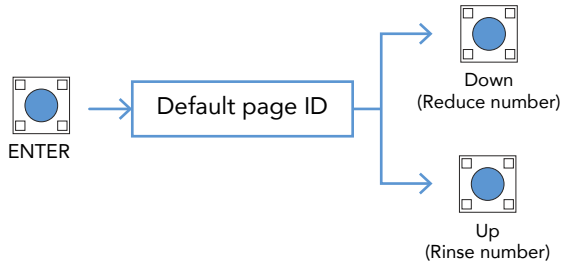 ENTER
Default page ID
Down
(Reduce number)
Up
(Rinse number)